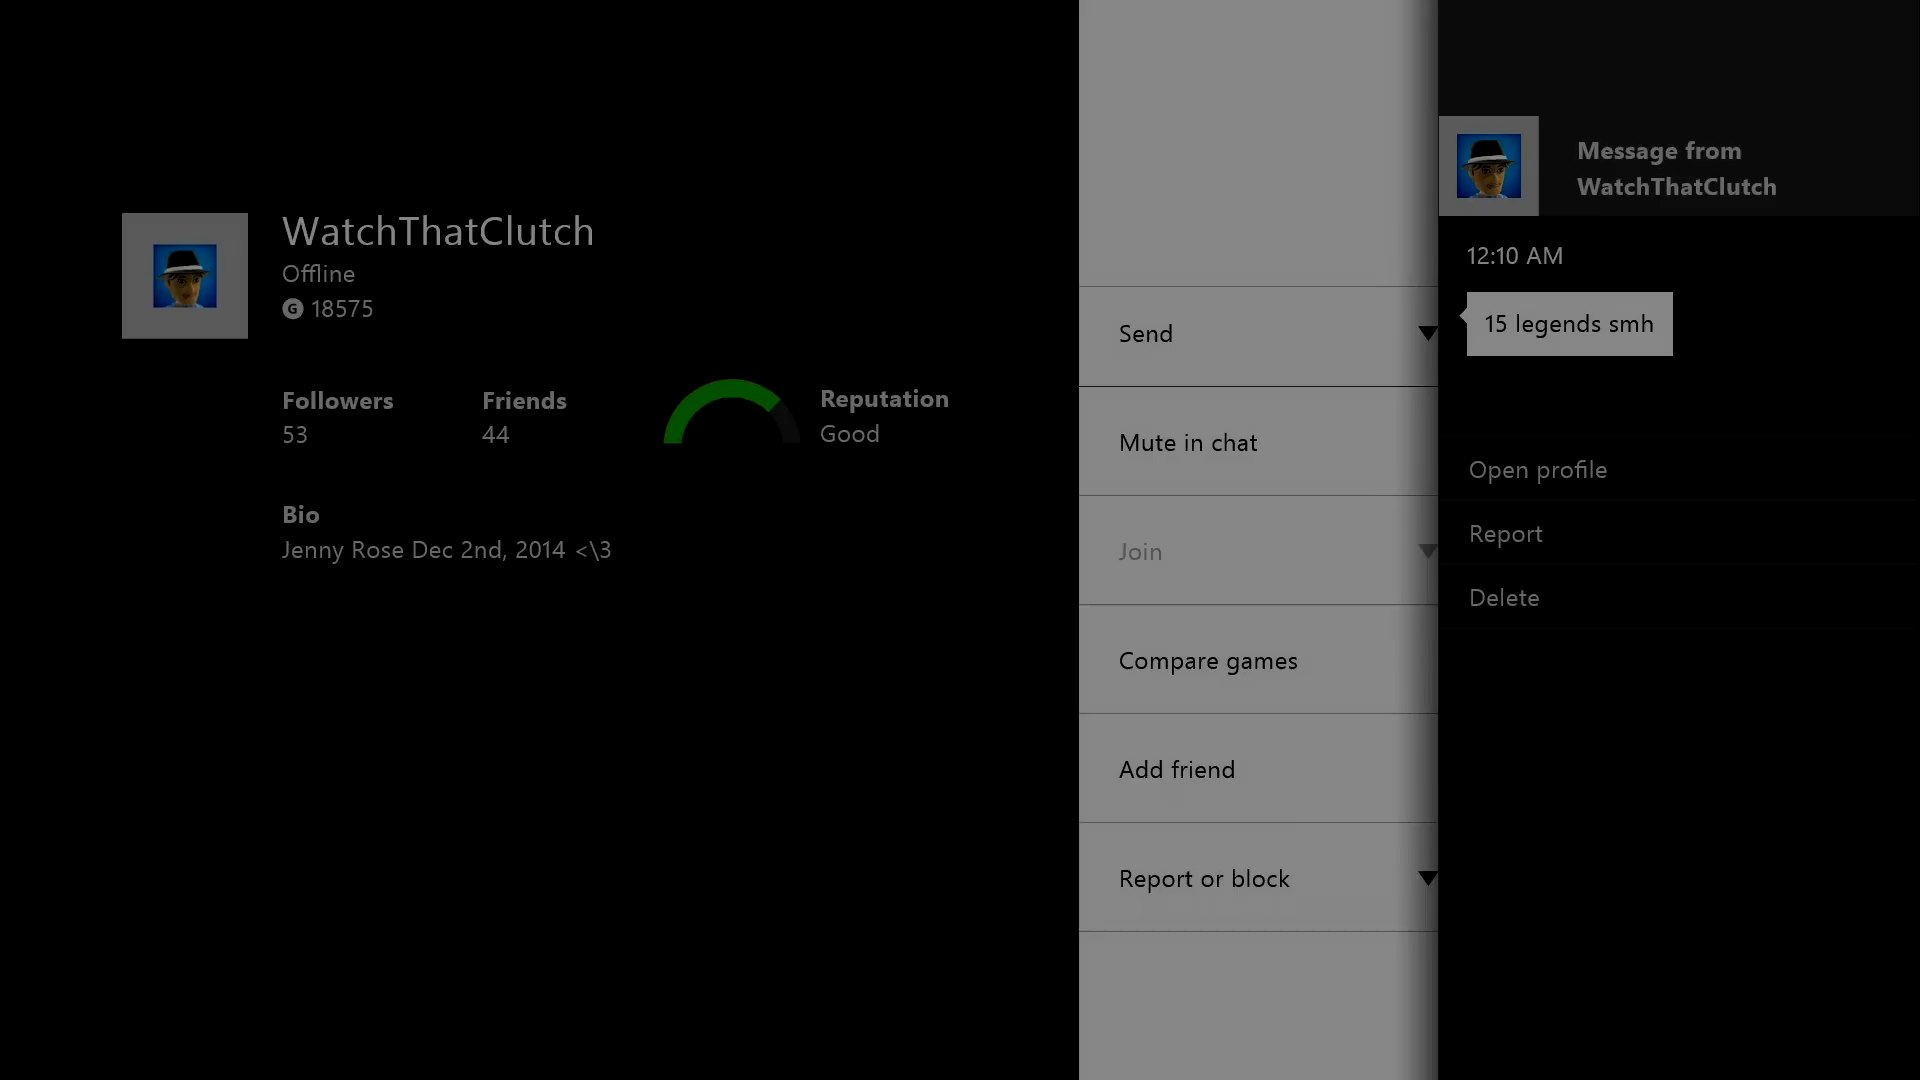 WatchThatClutch
Offline
G 18575
Followers
53
Friends
44
Reputation
Good
Bio
Jenny Rose Dec 2nd, 2014 <\3
Send
Mute in chat
Join
Compare games
Add friend
Report or block
Message from
WatchThatClutch
12:10 AM
15 legends smh
Open profile
Report
Delete